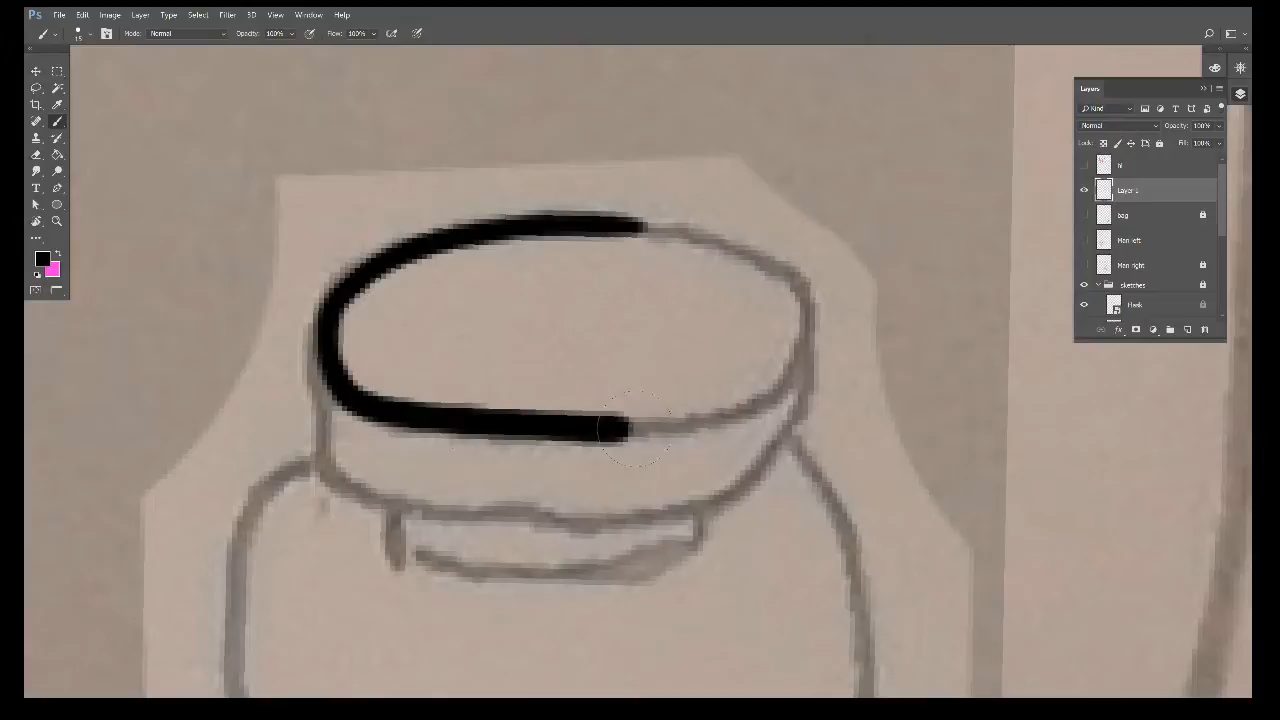 Ps File Edit Image Layer Type Select Filter 3D View Window Help
15 Mode: Normal Opacity: 100% Flow: 100%
Layers
Kind
Normal Opacity: 100%
Lock: Fill: 100%
Layer 1
bag
Man left
Man right
sketches
Flask